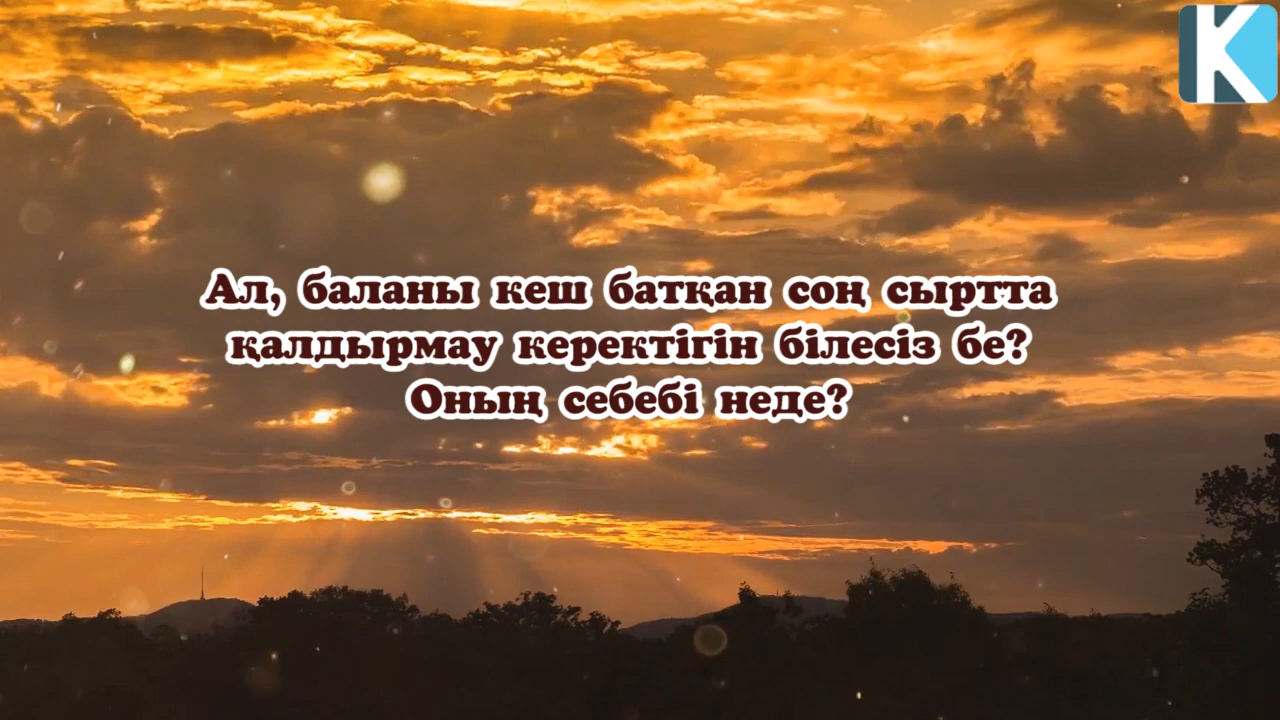 Ал, баланы кеш батқан соң сыртта
қалдырмау керектігін білесіз бе?
Оның себебі неде?
K